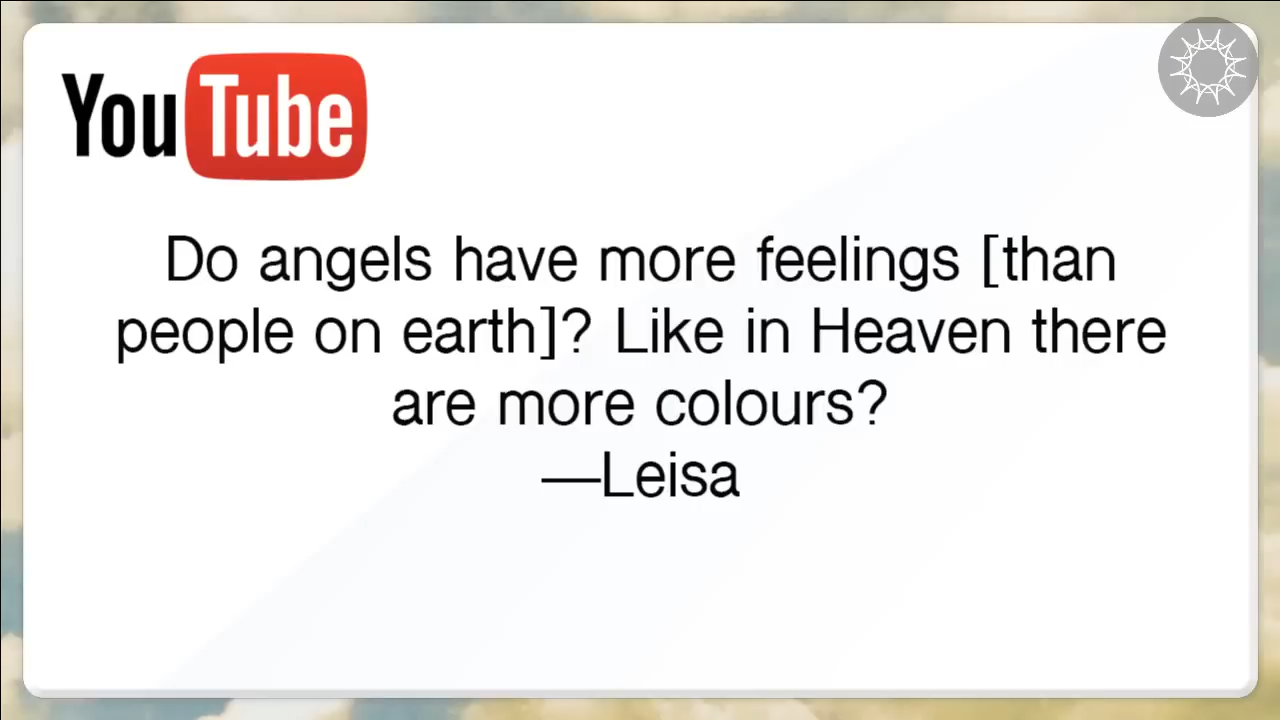 YouTube
Do angels have more feelings [than
people on earth]? Like in Heaven there
are more colours?
—Leisa